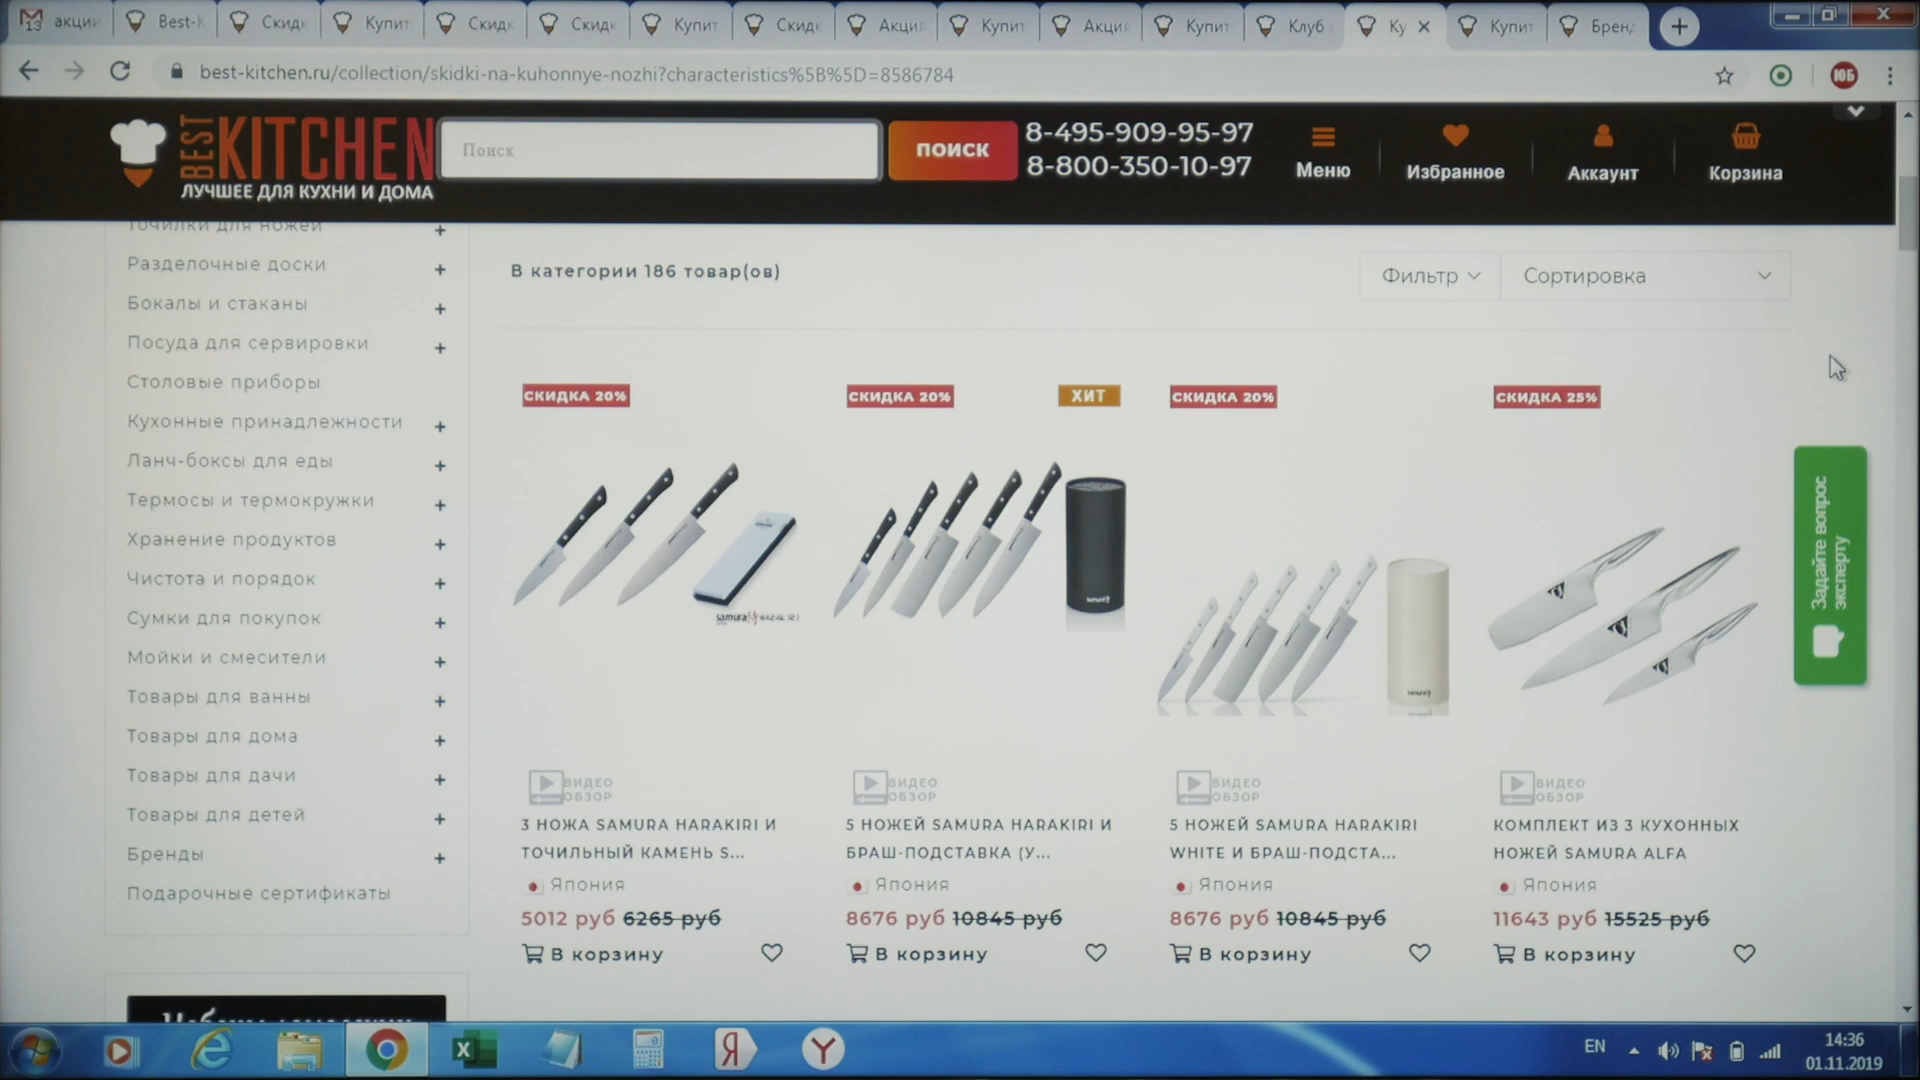 акции
Best-K
Скидк
Купит
Скидк
Скидк
Купит
Скидк
Акция
Купит
Акция
Купит
Клуб
Ку
Купит
Бренд
best-kitchen.ru/collection/skidki-na-kuhonnye-nozhi?characteristics%5B%5D=8586784
ЮБ
BEST KITCHEN
ЛУЧШЕЕ ДЛЯ КУХНИ И ДОМА
Поиск
ПОИСК
8-495-909-95-97
8-800-350-10-97
Меню
Избранное
Аккаунт
Корзина
Точилки для ножей
Разделочные доски
Бокалы и стаканы
Посуда для сервировки
Столовые приборы
Кухонные принадлежности
Ланч-боксы для еды
Термосы и термокружки
Хранение продуктов
Чистота и порядок
Сумки для покупок
Мойки и смесители
Товары для ванны
Товары для дома
Товары для дачи
Товары для детей
Бренды
Подарочные сертификаты
В категории 186 товар(ов)
Фильтр
Сортировка
СКИДКА 20%
СКИДКА 20%
ХИТ
СКИДКА 20%
СКИДКА 25%
samura HARAKIRI
samura
samura
Задайте вопрос
эксперту
ВИДЕО
ОБЗОР
3 НОЖА SAMURA HARAKIRI И
ТОЧИЛЬНЫЙ КАМЕНЬ S...
Япония
5012 руб 6265 руб
В корзину
ВИДЕО
ОБЗОР
5 НОЖЕЙ SAMURA HARAKIRI И
БРАШ-ПОДСТАВКА (У...
Япония
8676 руб 10845 руб
В корзину
ВИДЕО
ОБЗОР
5 НОЖЕЙ SAMURA HARAKIRI
WHITE И БРАШ-ПОДСТА...
Япония
8676 руб 10845 руб
В корзину
ВИДЕО
ОБЗОР
КОМПЛЕКТ ИЗ 3 КУХОННЫХ
НОЖЕЙ SAMURA ALFA
Япония
11643 руб 15525 руб
В корзину
EN
14:36
01.11.2019